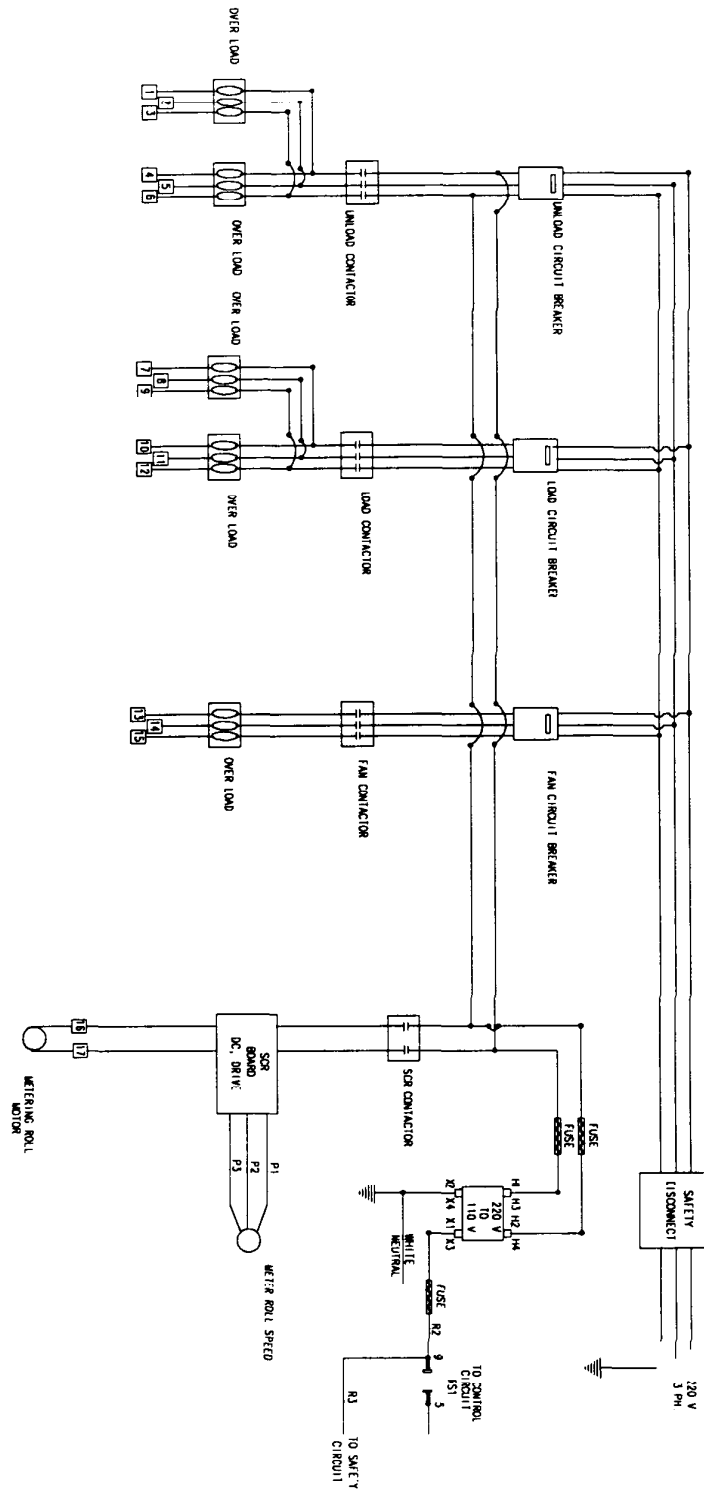 OVER LOAD
1
2
3
4
5
6
OVER LOAD
UNLOAD CONTACTOR
UNLOAD CIRCUIT BREAKER
OVER LOAD
7
8
9
10
11
12
OVER LOAD
LOAD CONTACTOR
LOAD CIRCUIT BREAKER
13
14
15
OVER LOAD
FAN CONTACTOR
FAN CIRCUIT BREAKER
16
17
METERING ROLL
MOTOR
SCR
BOARD
DC, DRIVE
P1
P2
P3
METER ROLL SPEED
SCR CONTACTOR
FUSE
FUSE
H1
H3
H2
H4
220 V
TO
110 V
X2
X4
X1
X3
WHITE
NEUTRAL
FUSE
R2
9
5
TO CONTROL
CIRCUIT
R3
TO SAFETY
CIRCUIT
SAFETY
DISCONNECT
3 PH